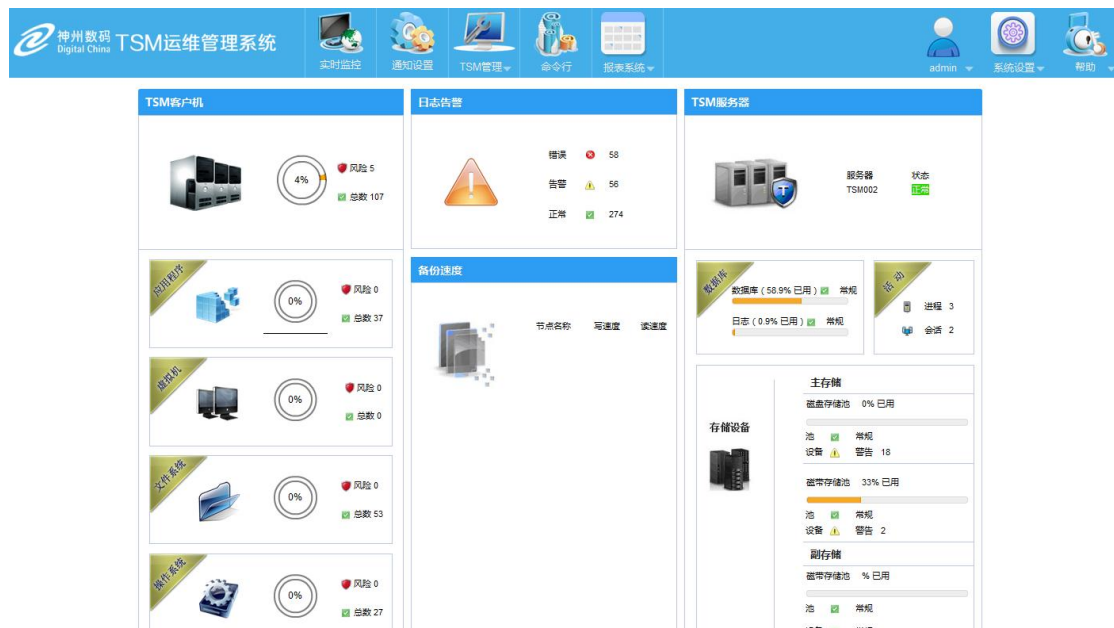 神州数码
Digital China
TSM运维管理系统
实时监控
通知设置
TSM管理
命令行
报表系统
admin
系统设置
帮助
TSM客户机
4%
风险 5
总数 107
应用程序
0%
风险 0
总数 37
虚拟机
0%
风险 0
总数 0
文件系统
0%
风险 0
总数 53
操作系统
0%
风险 0
总数 27
日志告警
错误 58
告警 56
正常 274
备份速度
节点名称 写速度 读速度
TSM服务器
服务器 状态
TSM002 正常
数据库
数据库 ( 58.9% 已用 ) 常规
日志 ( 0.9% 已用 ) 常规
活动
进程 3
会话 2
存储设备
主存储
磁盘存储池 0% 已用
池 常规
设备 警告 18
磁带存储池 33% 已用
池 常规
设备 警告 2
副存储
磁带存储池 % 已用
池 常规